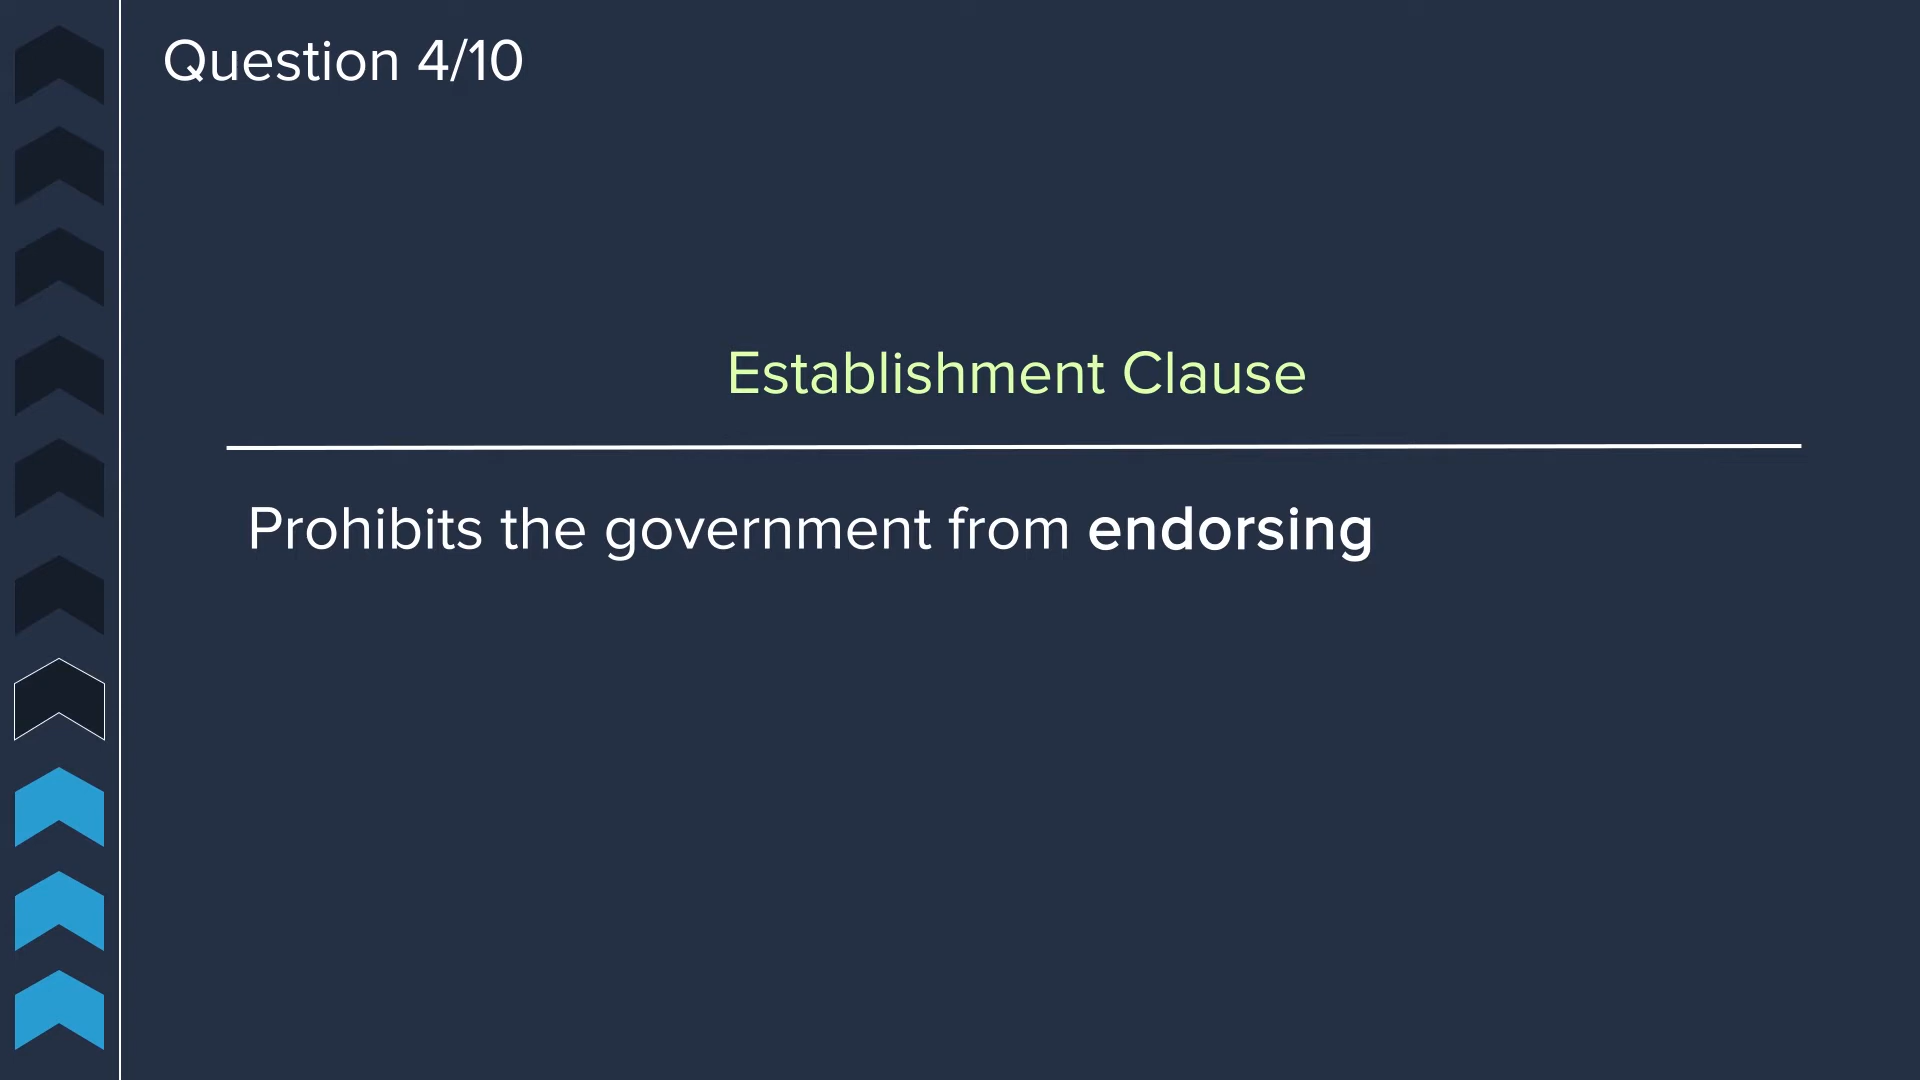 Question 4/10
Establishment Clause
Prohibits the government from endorsing